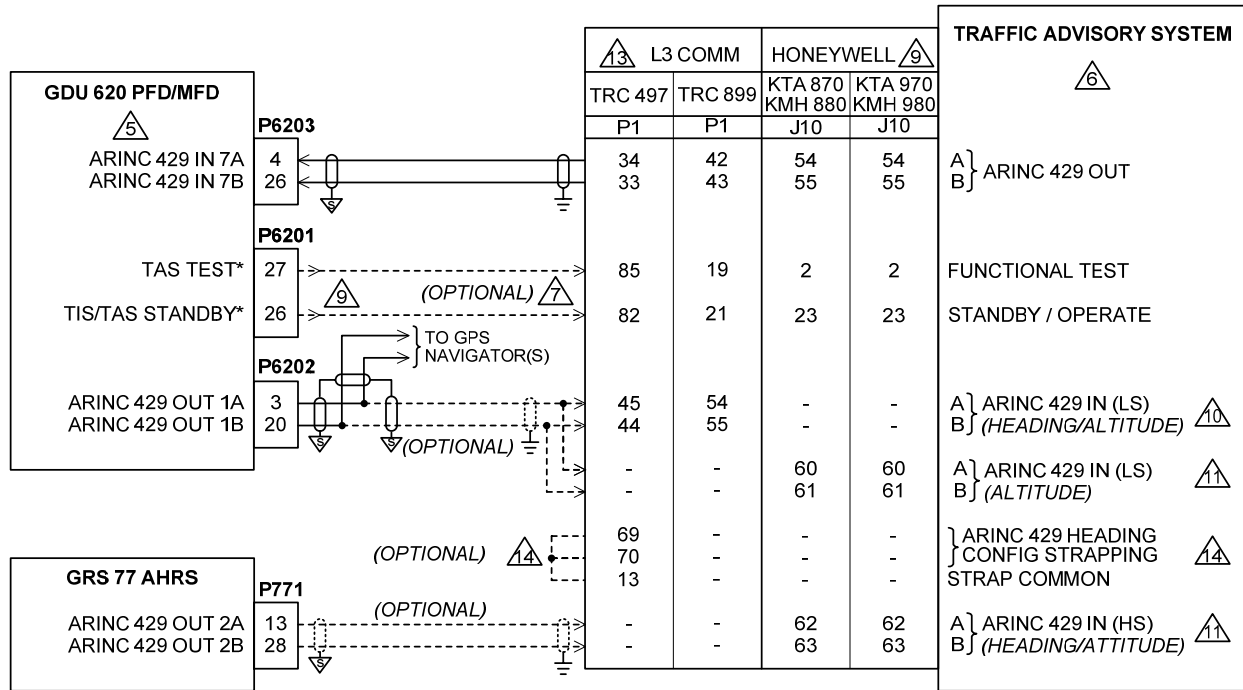 TRAFFIC ADVISORY SYSTEM
6
13 L3 COMM HONEYWELL 9
TRC 497 TRC 899 KTA 870 KTA 970
KMH 880 KMH 980
P1 P1 J10 J10
GDU 620 PFD/MFD
5
P6203
ARINC 429 IN 7A 4 34 42 54 54 A } ARINC 429 OUT
ARINC 429 IN 7B 26 33 43 55 55 B
S
P6201
TAS TEST* 27 85 19 2 2 FUNCTIONAL TEST
9 (OPTIONAL) 7
TIS/TAS STANDBY* 26 82 21 23 23 STANDBY / OPERATE
TO GPS
NAVIGATOR(S)
P6202
ARINC 429 OUT 1A 3 45 54 - - A } ARINC 429 IN (LS)
ARINC 429 OUT 1B 20 44 55 - - B (HEADING/ALTITUDE) 10
S S (OPTIONAL)
- - 60 60 A } ARINC 429 IN (LS)
- - 61 61 B (ALTITUDE) 11
69 - - - } ARINC 429 HEADING
(OPTIONAL) 14 70 - - - CONFIG STRAPPING 14
13 - - - STRAP COMMON
GRS 77 AHRS
P771
(OPTIONAL)
ARINC 429 OUT 2A 13 - - 62 62 A } ARINC 429 IN (HS)
ARINC 429 OUT 2B 28 - - 63 63 B (HEADING/ATTITUDE) 11
S